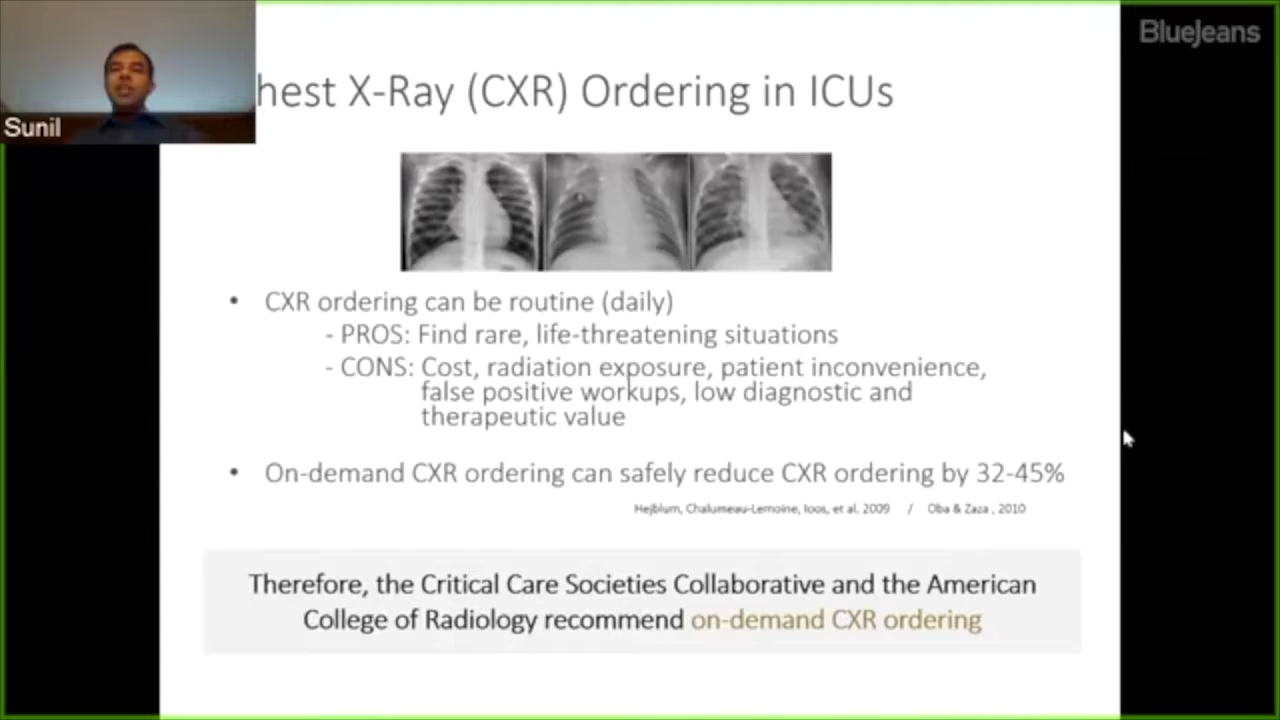 BlueJeans
Sunil
hest X-Ray (CXR) Ordering in ICUs
• CXR ordering can be routine (daily)
- PROS: Find rare, life-threatening situations
- CONS: Cost, radiation exposure, patient inconvenience,
false positive workups, low diagnostic and
therapeutic value
• On-demand CXR ordering can safely reduce CXR ordering by 32-45%
Hejblum, Chalumeau-Lemoine, Ioos, et al. 2009 / Oba & Zaza , 2010
Therefore, the Critical Care Societies Collaborative and the American
College of Radiology recommend on-demand CXR ordering